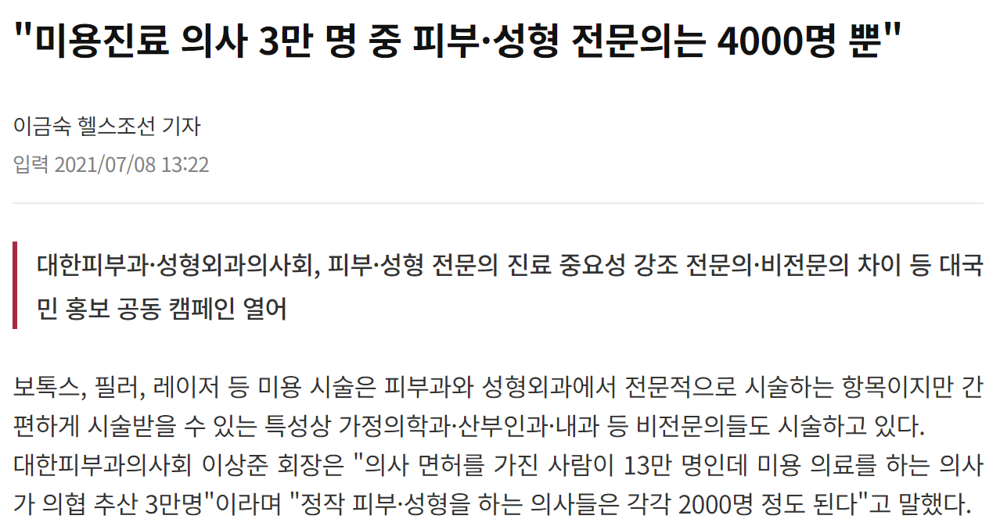 "미용진료 의사 3만 명 중 피부·성형 전문의는 4000명 뿐"
이금숙 헬스조선 기자
입력 2021/07/08 13:22
대한피부과·성형외과의사회, 피부·성형 전문의 진료 중요성 강조 전문의·비전문의 차이 등 대국
민 홍보 공동 캠페인 열어
보톡스, 필러, 레이저 등 미용 시술은 피부과와 성형외과에서 전문적으로 시술하는 항목이지만 간
편하게 시술받을 수 있는 특성상 가정의학과·산부인과·내과 등 비전문의들도 시술하고 있다.
대한피부과의사회 이상준 회장은 "의사 면허를 가진 사람이 13만 명인데 미용 의료를 하는 의사
가 의협 추산 3만명"이라며 "정작 피부·성형을 하는 의사들은 각각 2000명 정도 된다"고 말했다.